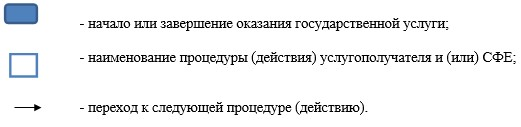 - начало или завершение оказания государственной услуги;
- наименование процедуры (действия) услугополучателя и (или) СФЕ;
- переход к следующей процедуре (действию).